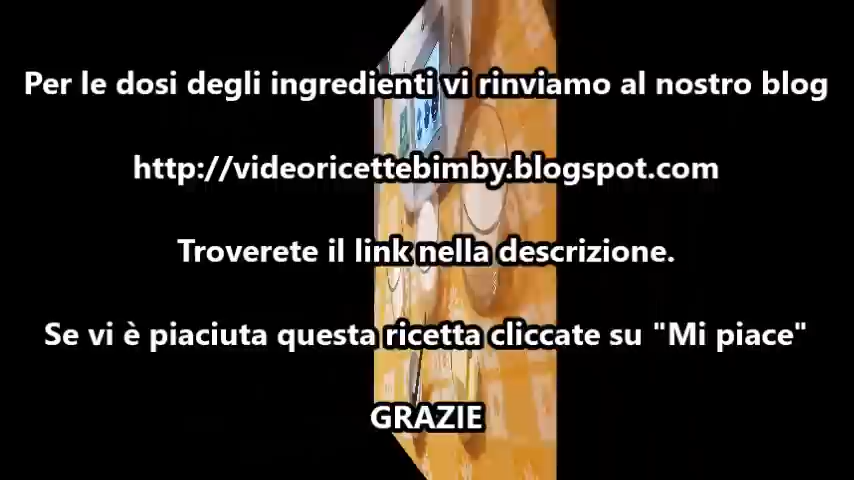 Per le dosi degli ingredienti vi rinviamo al nostro blog
http://videoricettebimby.blogspot.com
Troverete il link nella descrizione.
Se vi è piaciuta questa ricetta cliccate su "Mi piace"
GRAZIE